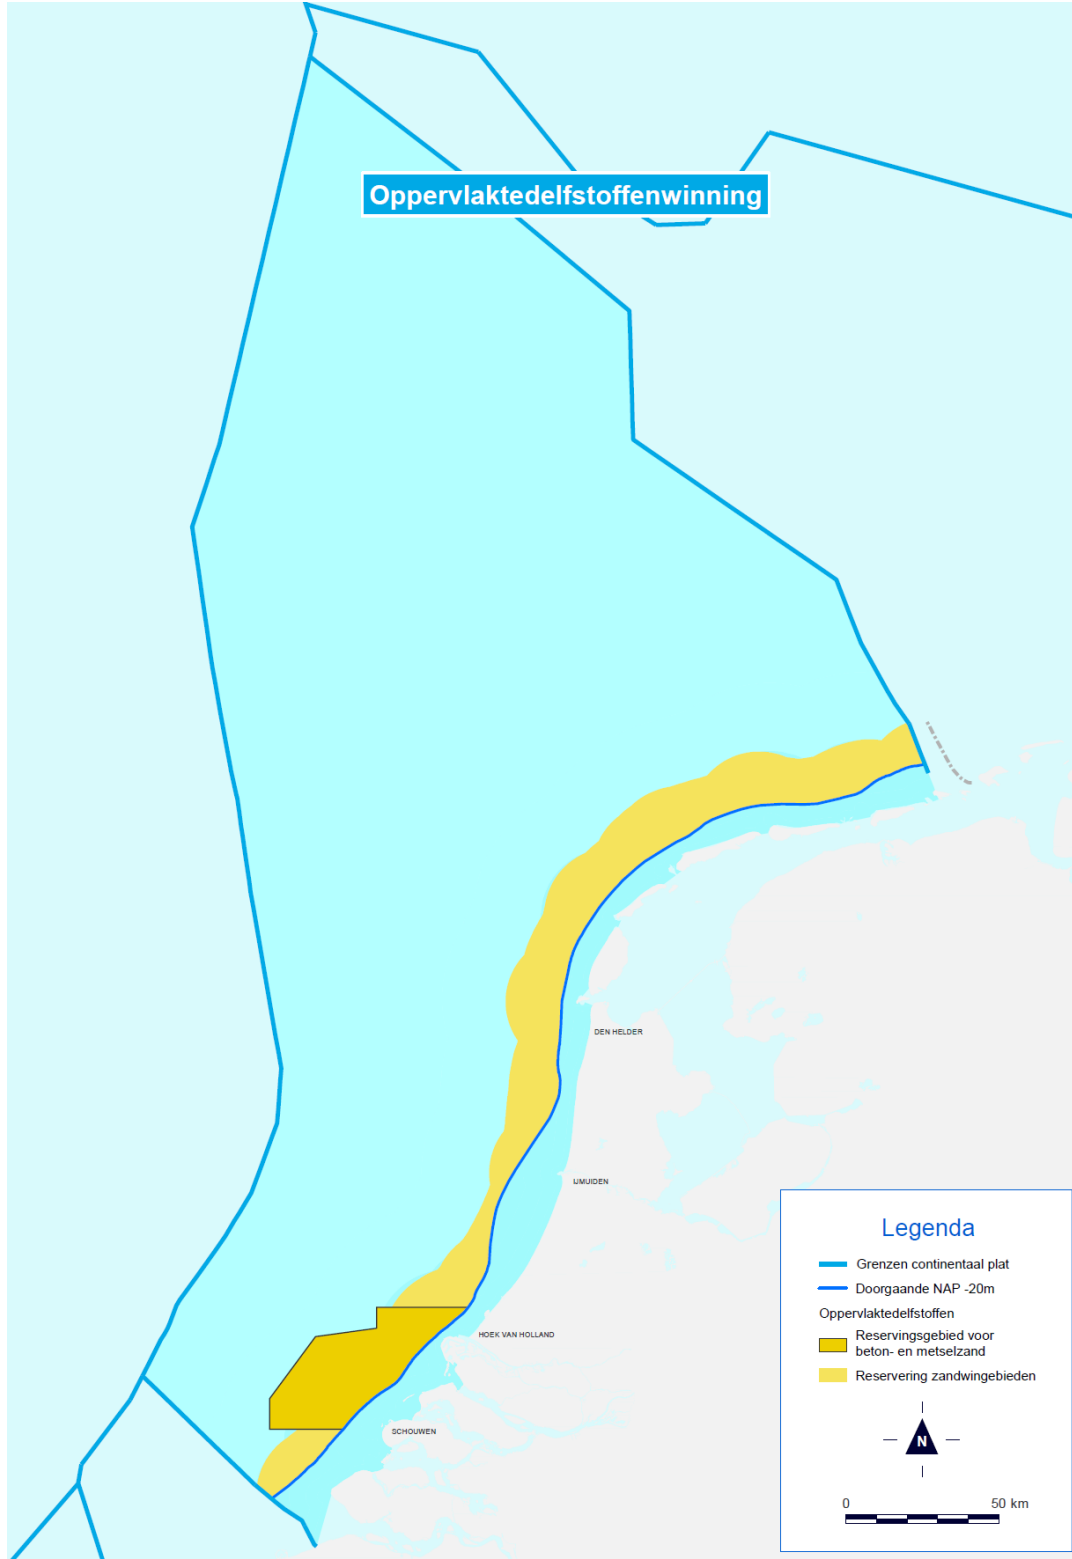 Oppervlaktedelfstoffenwinning
DEN HELDER
IJMUIDEN
HOEK VAN HOLLAND
SCHOUWEN
Legenda
Grenzen continentaal plat
Doorgaande NAP -20m
Oppervlaktedelfstoffen
Reservingsgebied voor
beton- en metselzand
Reservering zandwingebieden
N
0 50 km